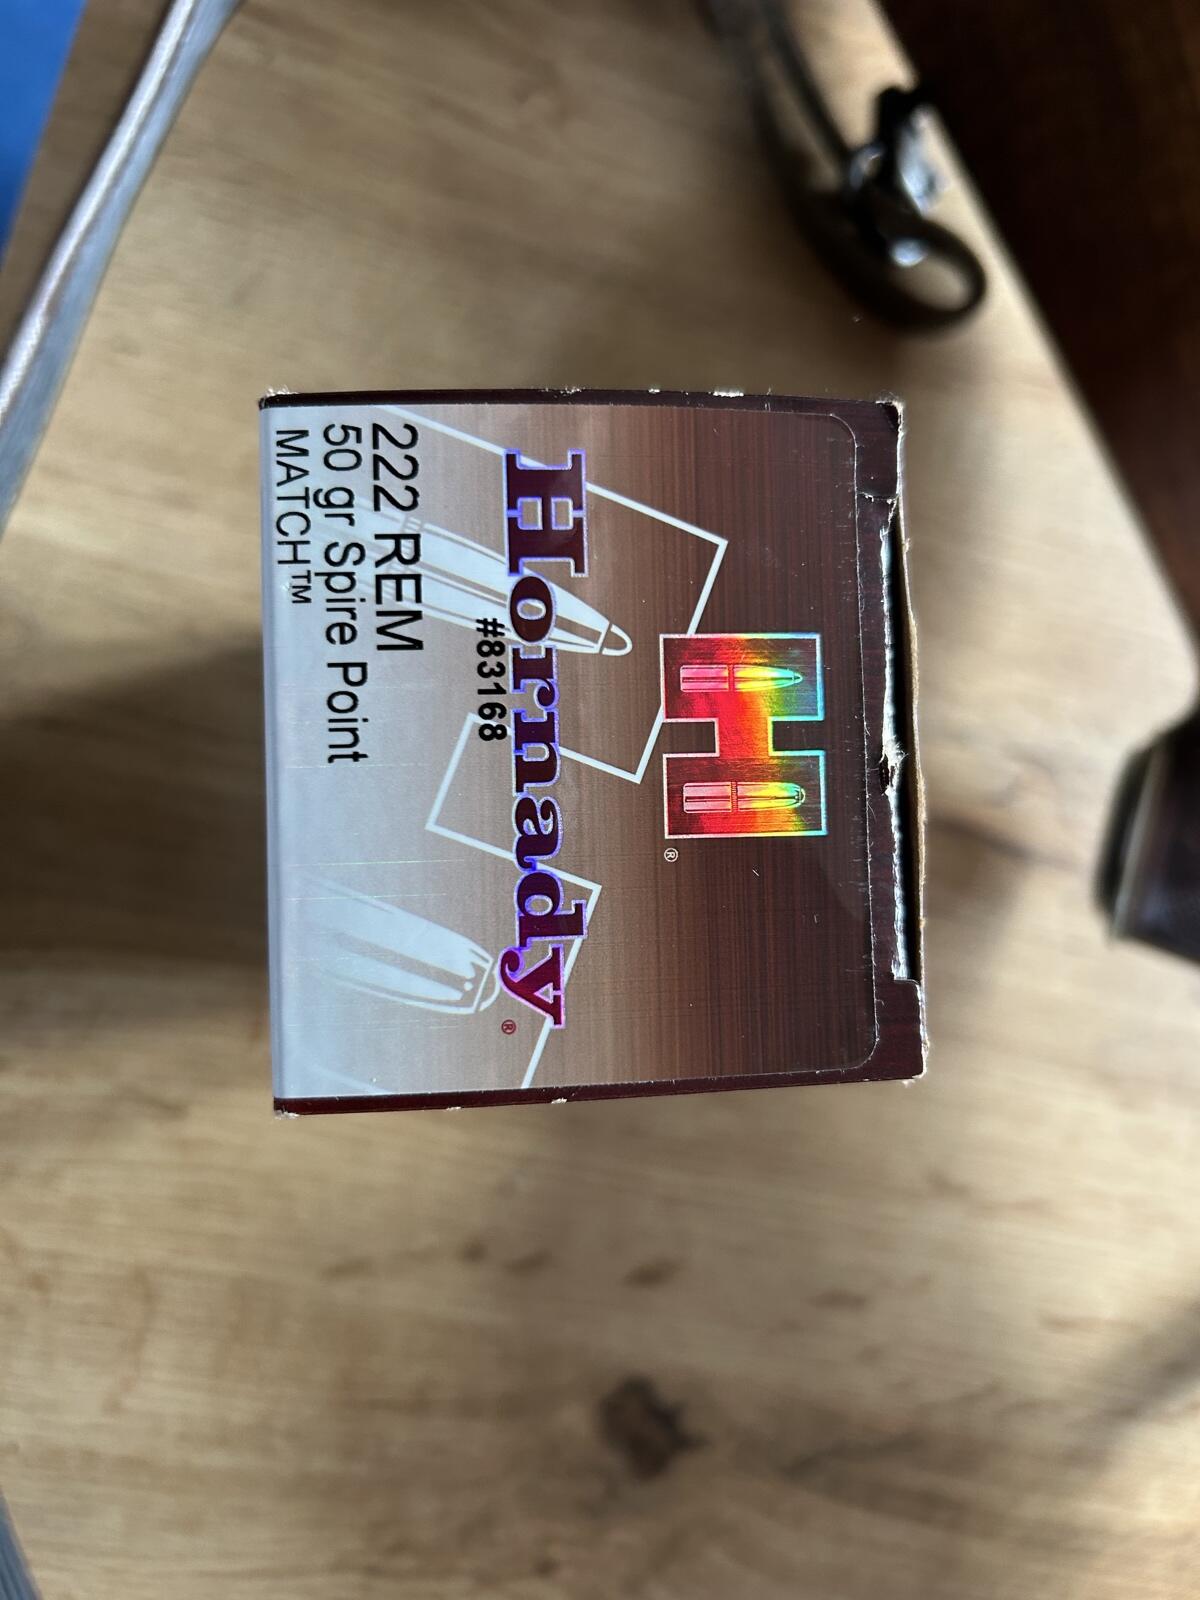 H®
Hornady®
#83168
222 REM
50 gr Spire Point
MATCH™